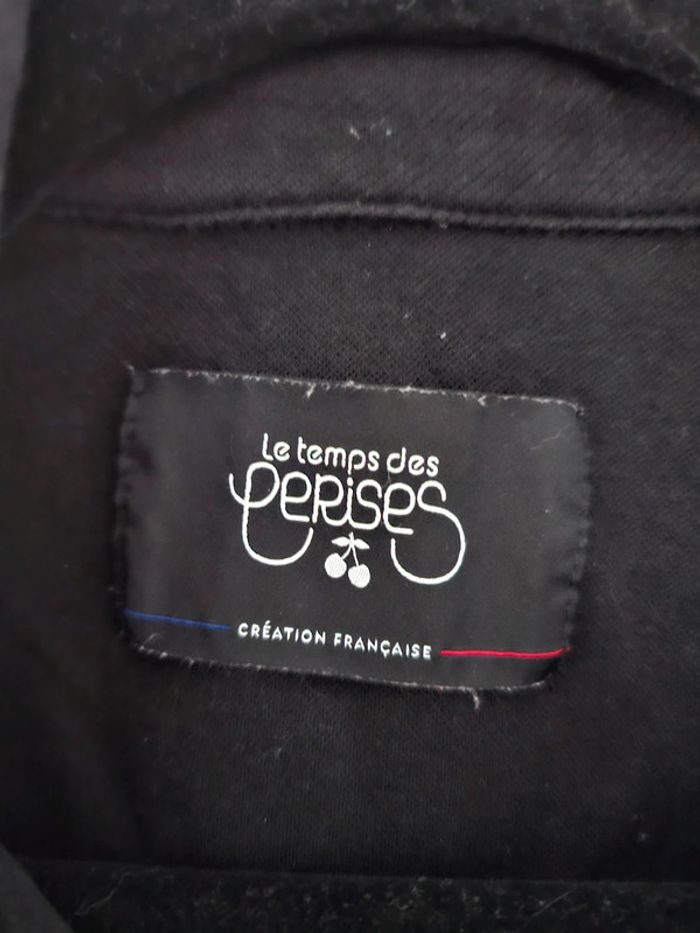 Le temps des
cerises
CRÉATION FRANÇAISE